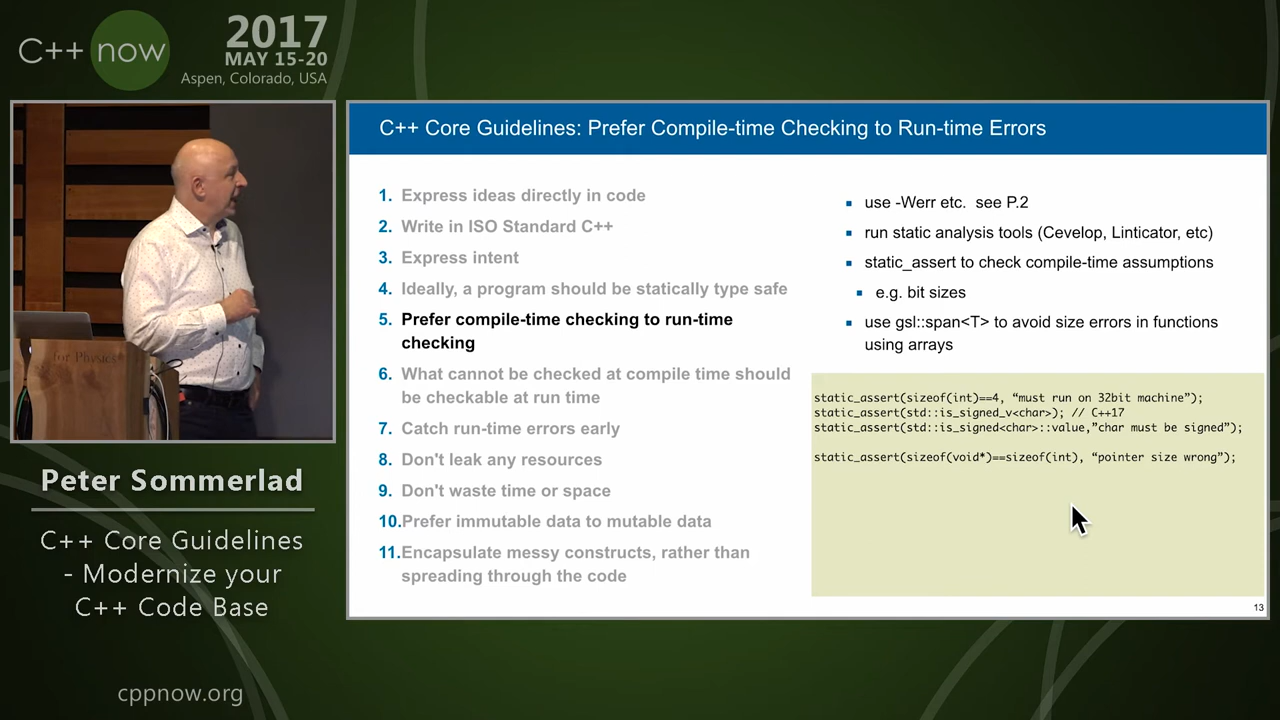 C++ now
2017
MAY 15-20
Aspen, Colorado, USA
for Physics
Peter Sommerlad
C++ Core Guidelines
- Modernize your
C++ Code Base
cppnow.org
C++ Core Guidelines: Prefer Compile-time Checking to Run-time Errors
1. Express ideas directly in code
2. Write in ISO Standard C++
3. Express intent
4. Ideally, a program should be statically type safe
5. Prefer compile-time checking to run-time
checking
6. What cannot be checked at compile time should
be checkable at run time
7. Catch run-time errors early
8. Don't leak any resources
9. Don't waste time or space
10.Prefer immutable data to mutable data
11.Encapsulate messy constructs, rather than
spreading through the code
▪ use -Werr etc. see P.2
▪ run static analysis tools (Cevelop, Linticator, etc)
▪ static_assert to check compile-time assumptions
▪ e.g. bit sizes
▪ use gsl::span<T> to avoid size errors in functions
using arrays
static_assert(sizeof(int)==4, “must run on 32bit machine”);
static_assert(std::is_signed_v<char>); // C++17
static_assert(std::is_signed<char>::value,”char must be signed”);
static_assert(sizeof(void*)==sizeof(int), “pointer size wrong”);
13